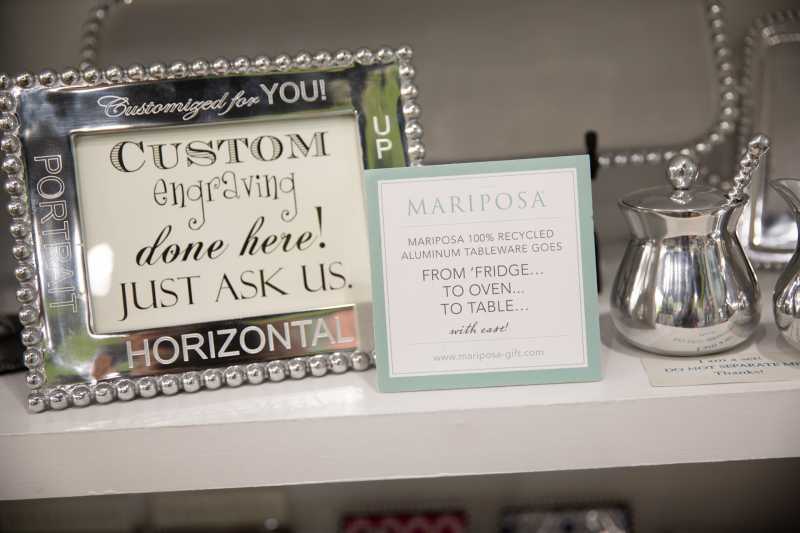 Customized for YOU!
UP
PORTRAIT
CUSTOM
engraving
done here!
JUST ASK US.
HORIZONTAL
MARIPOSA
MARIPOSA 100% RECYCLED
ALUMINUM TABLEWARE GOES
FROM 'FRIDGE...
TO OVEN...
TO TABLE...
with ease!
www.mariposa-gift.com
I am a set!
DO NOT SEPARATE ME
Thanks!